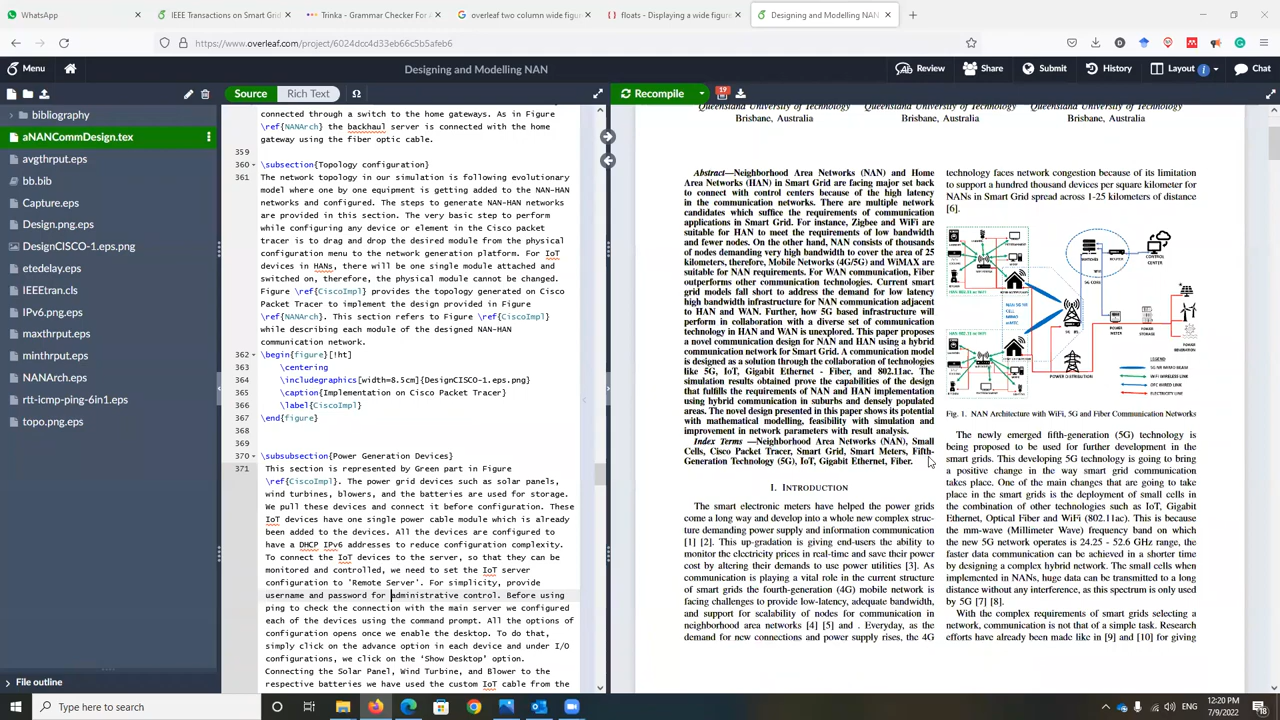 WhatsApp
IEEE Transactions on Smart Grid
Trinka - Grammar Checker For A
overleaf two column wide figu
floats - Displaying a wide figure
Designing and Modelling NAN
https://www.overleaf.com/project/6024dcc4d33eb66c5b5afeb6
Menu
Designing and Modelling NAN
Review
Share
Submit
History
Layout
Chat
Source
Rich Text
Recompile
19
bibliography
aNANCommDesign.tex
avgthrput.eps
bb.bib
Capture.eps
Design.png.eps
DesignCISCO-1.eps.png
etedelay.eps
IEEEtran.cls
IPv6.png.eps
maxthrput.eps
minthrput.eps
NANArch.eps
rtt-icmp-ping-6in1.eps
topo.png.eps
File outline
connected through a switch to the home gateways. As in Figure
\ref{NANArch} the backhaul server is connected with the home
gateway using the fiber optic cable.
359
360 \subsection{Topology configuration}
361 The network topology in our simulation is following evolutionary
model where one by one equipment is getting added to the NAN-HAN
networks and configured. The steps to generate NAN-HAN networks
are provided in this section. The very basic step to perform
while configuring any device or element in the Cisco packet
tracer is to drag and drop the desired module from the physical
configuration menu to the network generation platform. For IoT
devices in HANs, there will be one single module attached and
switched on, therefore, the physical module cannot be changed.
Figure \ref{CiscoImpl} provides the topology generated on Cisco
Packet Tracer to implement the design provided in Figure
\ref{NANArch}. This section refers to Figure \ref{CiscoImpl}
while describing each module of the designed NAN-HAN
communication network.
362 \begin{figure}[!ht]
363 \centering
364 \includegraphics[width=8.5cm]{DesignCISCO-1.eps.png}
365 \caption{Implementation on Cisco Packet Tracer}
366 \label{CiscoImpl}
367 \end{figure}
368
369
370 \subsubsection{Power Generation Devices}
371 This section is represented by Green part in Figure
\ref{CiscoImpl}. The power grid devices such as solar panels,
wind turbines, blowers, and the batteries are used for storage.
We pull these devices and connect it before configuration. These
IoT devices have one single power cable module which is already
been added to the device. All the devices are configured to
have a DHCP IPv6 addresses to reduce configuration complexity.
To connect the IoT devices to the server, so that they can be
monitored and controlled, we need to set the IoT server
configuration to 'Remote Server'. For simplicity, provide
username and password for administrative control. Before using
ping to check the connection with the main server we configured
each of the devices using the command prompt. All the options of
configuration opens once we enable the desktop. To do that,
simply click on the advance option in each device and under I/O
configurations, we click on the 'Show Desktop' option.
Connecting the Solar Panel, Wind Turbine, and Blower to the
respective batteries we have used the custom IoT cable from the
Queensland University of Technology
Brisbane, Australia
Queensland University of Technology
Brisbane, Australia
Queensland University of Technology
Brisbane, Australia
Abstract—Neighborhood Area Networks (NAN) and Home
Area Networks (HAN) in Smart Grid are facing major set back
to connect with control centers because of the high latency
in the communication networks. There are multiple network
candidates which suffice the requirements of communication
applications in Smart Grid. For instance, Zigbee and WiFi are
suitable for HAN to meet the requirements of low bandwidth
and fewer nodes. On the other hand, NAN consists of thousands
of nodes demanding very high bandwidth to cover the area of 25
kilometers, therefore, Mobile Networks (4G/5G) and WiMAX are
suitable for NAN requirements. For WAN communication, Fiber
outperforms other communication technologies. Current smart
grid models fall short to address the demand for low latency
high bandwidth infrastructure for NAN communication adjacent
to HAN and WAN. Further, how 5G based infrastructure will
perform in collaboration with a diverse set of communication
technology in HAN and WAN is unexplored. This paper proposes
a novel communication design for NAN and HAN using a hybrid
communication network for Smart Grid. A communication model
is designed as a solution through the collaboration of technologies
like 5G, IoT, Gigabit Ethernet - Fiber, and 802.11ac. The
simulation results obtained prove the capabilities of the design
that fulfills the requirements of NAN and HAN implementation
using hybrid communication in suburbs and densely populated
areas. The novel design presented in this paper shows its potential
with mathematical modelling, feasibility with simulation and
improvement in network parameters with result analysis.
Index Terms —Neighborhood Area Networks (NAN), Small
Cells, Cisco Packet Tracer, Smart Grid, Smart Meters, Fifth-
Generation Technology (5G), IoT, Gigabit Ethernet, Fiber.
I. INTRODUCTION
The smart electronic meters have helped the power grids
come a long way and develop into a whole new complex struc-
ture demanding power supply and information communication
[1] [2]. This up-gradation is giving end-users the ability to
monitor the electricity prices in real-time and save their power
cost by altering their demands to use power utilities [3]. As
communication is playing a vital role in the current structure
of smart grids the fourth-generation (4G) mobile network is
facing challenges to provide low-latency, adequate bandwidth,
and support for scalability of nodes for communication in
neighborhood area networks [4] [5] and . Everyday, as the
demand for new connections and power supply rises, the 4G
technology faces network congestion because of its limitation
to support a hundred thousand devices per square kilometer for
NANs in Smart Grid spread across 1-25 kilometers of distance
[6].
CONTROL
CENTER
5G CORE
POWER
METER
POWER
STORAGE
POWER
GENERATION
POWER DISTRIBUTION
LEGEND
5G NR MIMO BEAM
WIFI WIRELESS LINK
OFC WIRED LINK
ELECTRICITY LINE
Fig. 1. NAN Architecture with WiFi, 5G and Fiber Communication Networks
The newly emerged fifth-generation (5G) technology is
being proposed to be used for further development in the
smart grids. This developing 5G technology is going to bring
a positive change in the way smart grid communication
takes place. One of the main changes that are going to take
place in the smart grids is the deployment of small cells in
the combination of other technologies such as IoT, Gigabit
Ethernet, Optical Fiber and WiFi (802.11ac). This is because
the mm-wave (Millimeter Wave) frequency band on which
the new 5G network operates is 24.25 - 52.6 GHz range, the
faster data communication can be achieved in a shorter time
by designing a complex hybrid network. The small cells when
implemented in NANs, huge data can be transmitted to a long
distance without any interference, as this spectrum is only used
by 5G [7] [8].
With the complex requirements of smart grids selecting a
network, communication is not that of a simple task. Research
efforts have already been made like in [9] and [10] for giving
Type here to search
12:20 PM
7/9/2022
18